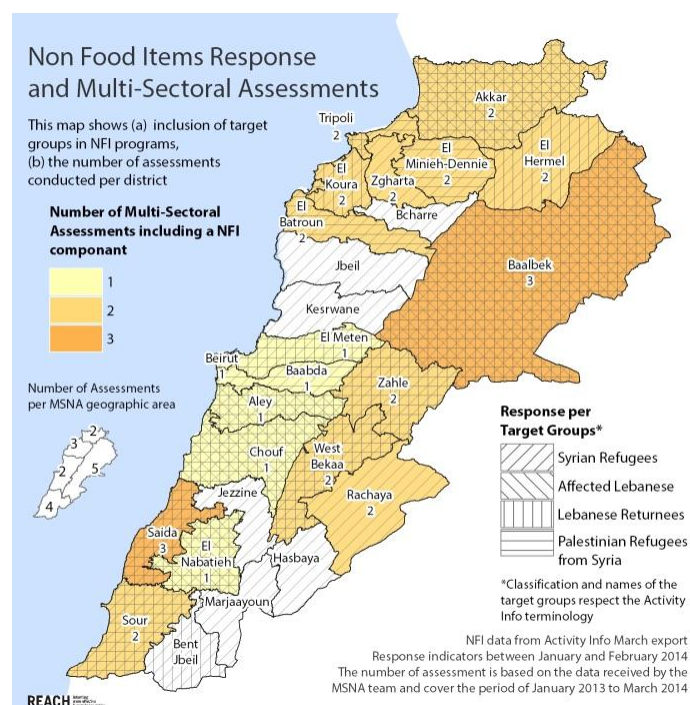 Non Food Items Response
and Multi-Sectoral Assessments
This map shows (a) inclusion of target
groups in NFI programs,
(b) the number of assessments
conducted per district
Number of Multi-Sectoral
Assessments including a NFI
componant
1
2
3
Number of Assessments
per MSNA geographic area
2
3
2
5
4
Akkar
2
Tripoli
2
El
Minieh-Dennie
2
El
Hermel
2
El
Koura
2
Zgharta
2
El
Batroun
2
Bcharre
Jbeil
Baalbek
3
Kesrwane
El Meten
1
Beirut
1
Baabda
1
Zahle
2
Aley
1
Chouf
1
West
Bekaa
2
Rachaya
2
Jezzine
Saida
3
El
Nabatieh
1
Hasbaya
Marjaayoun
Sour
2
Bent
Jbeil
Response per
Target Groups*
Syrian Refugees
Affected Lebanese
Lebanese Returnees
Palestinian Refugees
from Syria
*Classification and names of the
target groups respect the Activity
Info terminology
NFI data from Activity Info March export
Response indicators between January and February 2014
The number of assessment is based on the data received by the
MSNA team and cover the period of January 2013 to March 2014
REACH